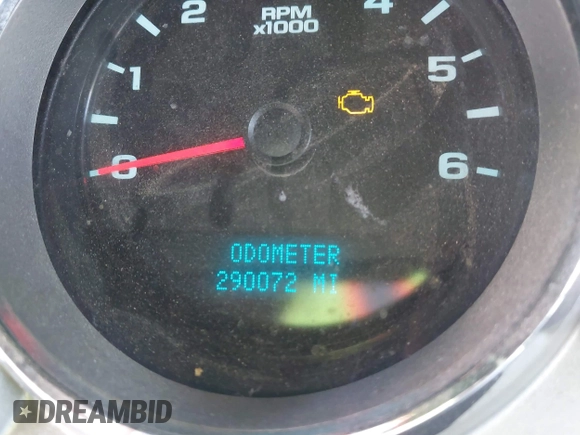 2
RPM
x1000
4
1
5
0
6
ODOMETER
290072 MI
DREAMBID